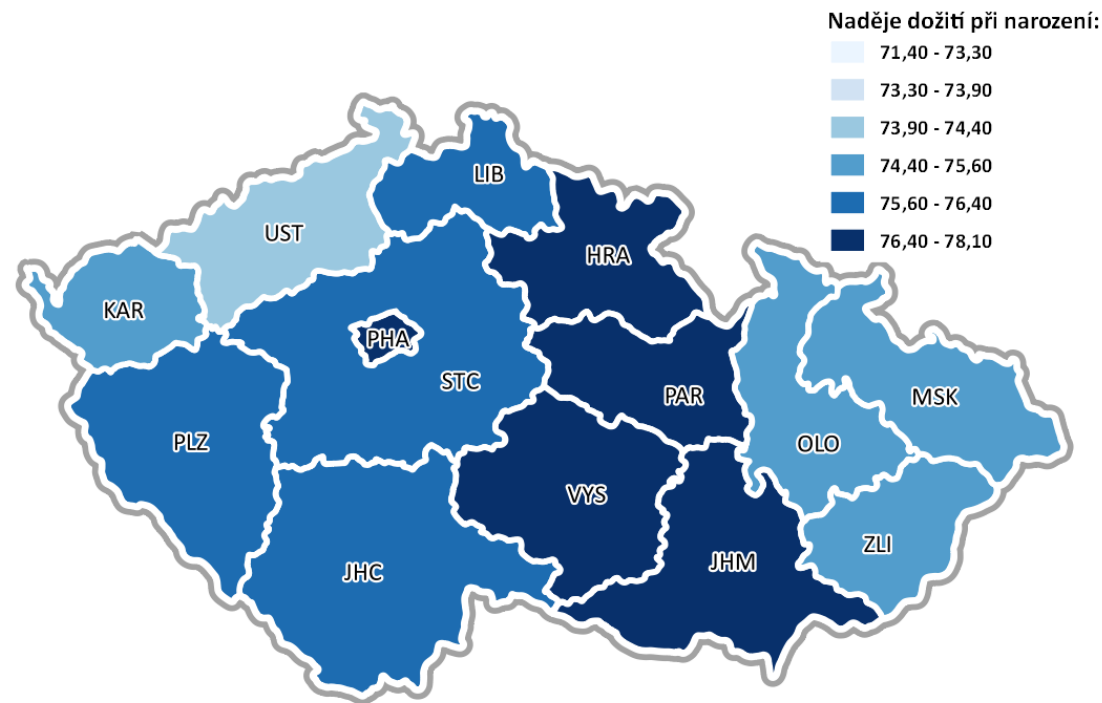 Naděje dožití při narození:
71,40 - 73,30
73,30 - 73,90
73,90 - 74,40
74,40 - 75,60
75,60 - 76,40
76,40 - 78,10
LIB
UST
HRA
KAR
PHA
STC
PAR
MSK
PLZ
OLO
VYS
ZLI
JHC
JHM